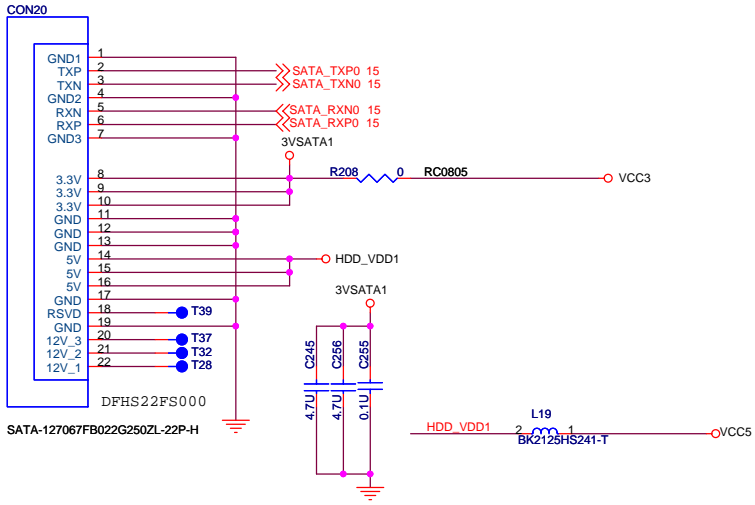 CON20
GND1 1
TXP 2 SATA_TXP0 15
TXN 3 SATA_TXN0 15
GND2 4
RXN 5 SATA_RXN0 15
RXP 6 SATA_RXP0 15
GND3 7
3VSATA1
3.3V 8 R208 0 RC0805 VCC3
3.3V 9
3.3V 10
GND 11
GND 12
GND 13
5V 14 HDD_VDD1
5V 15
5V 16
GND 17
RSVD 18 T39
GND 19
12V_3 20 T37
12V_2 21 T32
12V_1 22 T28
DFHS22FS000
SATA-127067FB022G250ZL-22P-H
3VSATA1
C245 C256 C255
4.7U 4.7U 0.1U
L19
HDD_VDD1 2 1 VCC5
BK2125HS241-T